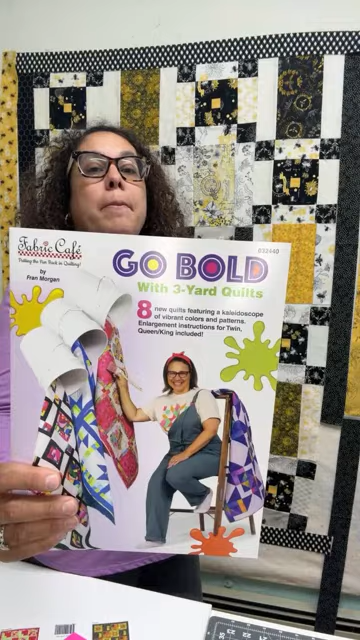 Fabric Café
Putting the Fun Back in Quilting!
by
Fran Morgan
032440
GO BOLD
With 3-Yard Quilts
8 new quilts featuring a kaleidoscope
of vibrant colors and patterns.
Enlargement instructions for Twin,
Queen/King included!